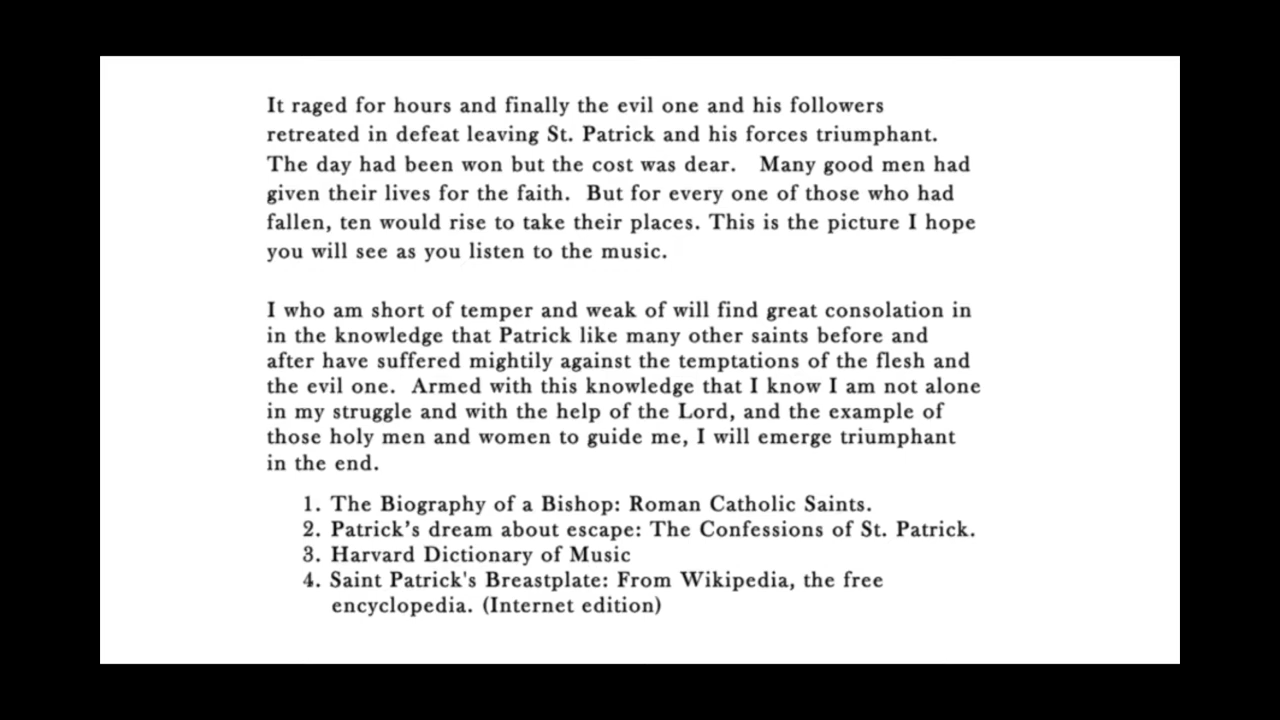 It raged for hours and finally the evil one and his followers
retreated in defeat leaving St. Patrick and his forces triumphant.
The day had been won but the cost was dear.   Many good men had
given their lives for the faith.  But for every one of those who had
fallen, ten would rise to take their places. This is the picture I hope
you will see as you listen to the music.
I who am short of temper and weak of will find great consolation in
in the knowledge that Patrick like many other saints before and
after have suffered mightily against the temptations of the flesh and
the evil one.  Armed with this knowledge that I know I am not alone
in my struggle and with the help of the Lord, and the example of
those holy men and women to guide me, I will emerge triumphant
in the end.
1. The Biography of a Bishop: Roman Catholic Saints.
2. Patrick’s dream about escape: The Confessions of St. Patrick.
3. Harvard Dictionary of Music
4. Saint Patrick's Breastplate: From Wikipedia, the free
encyclopedia. (Internet edition)